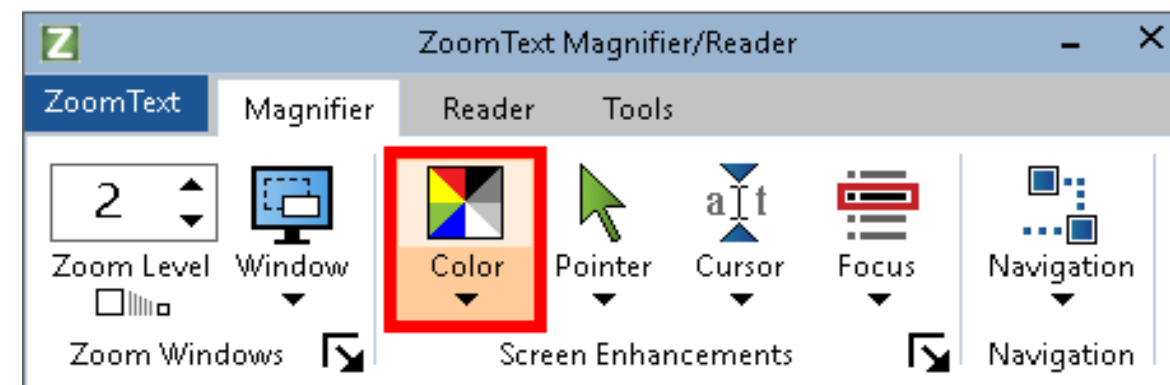 Z ZoomText Magnifier/Reader
ZoomText Magnifier Reader Tools
2 a t
Zoom Level Window Color Pointer Cursor Focus Navigation
Zoom Windows Screen Enhancements Navigation